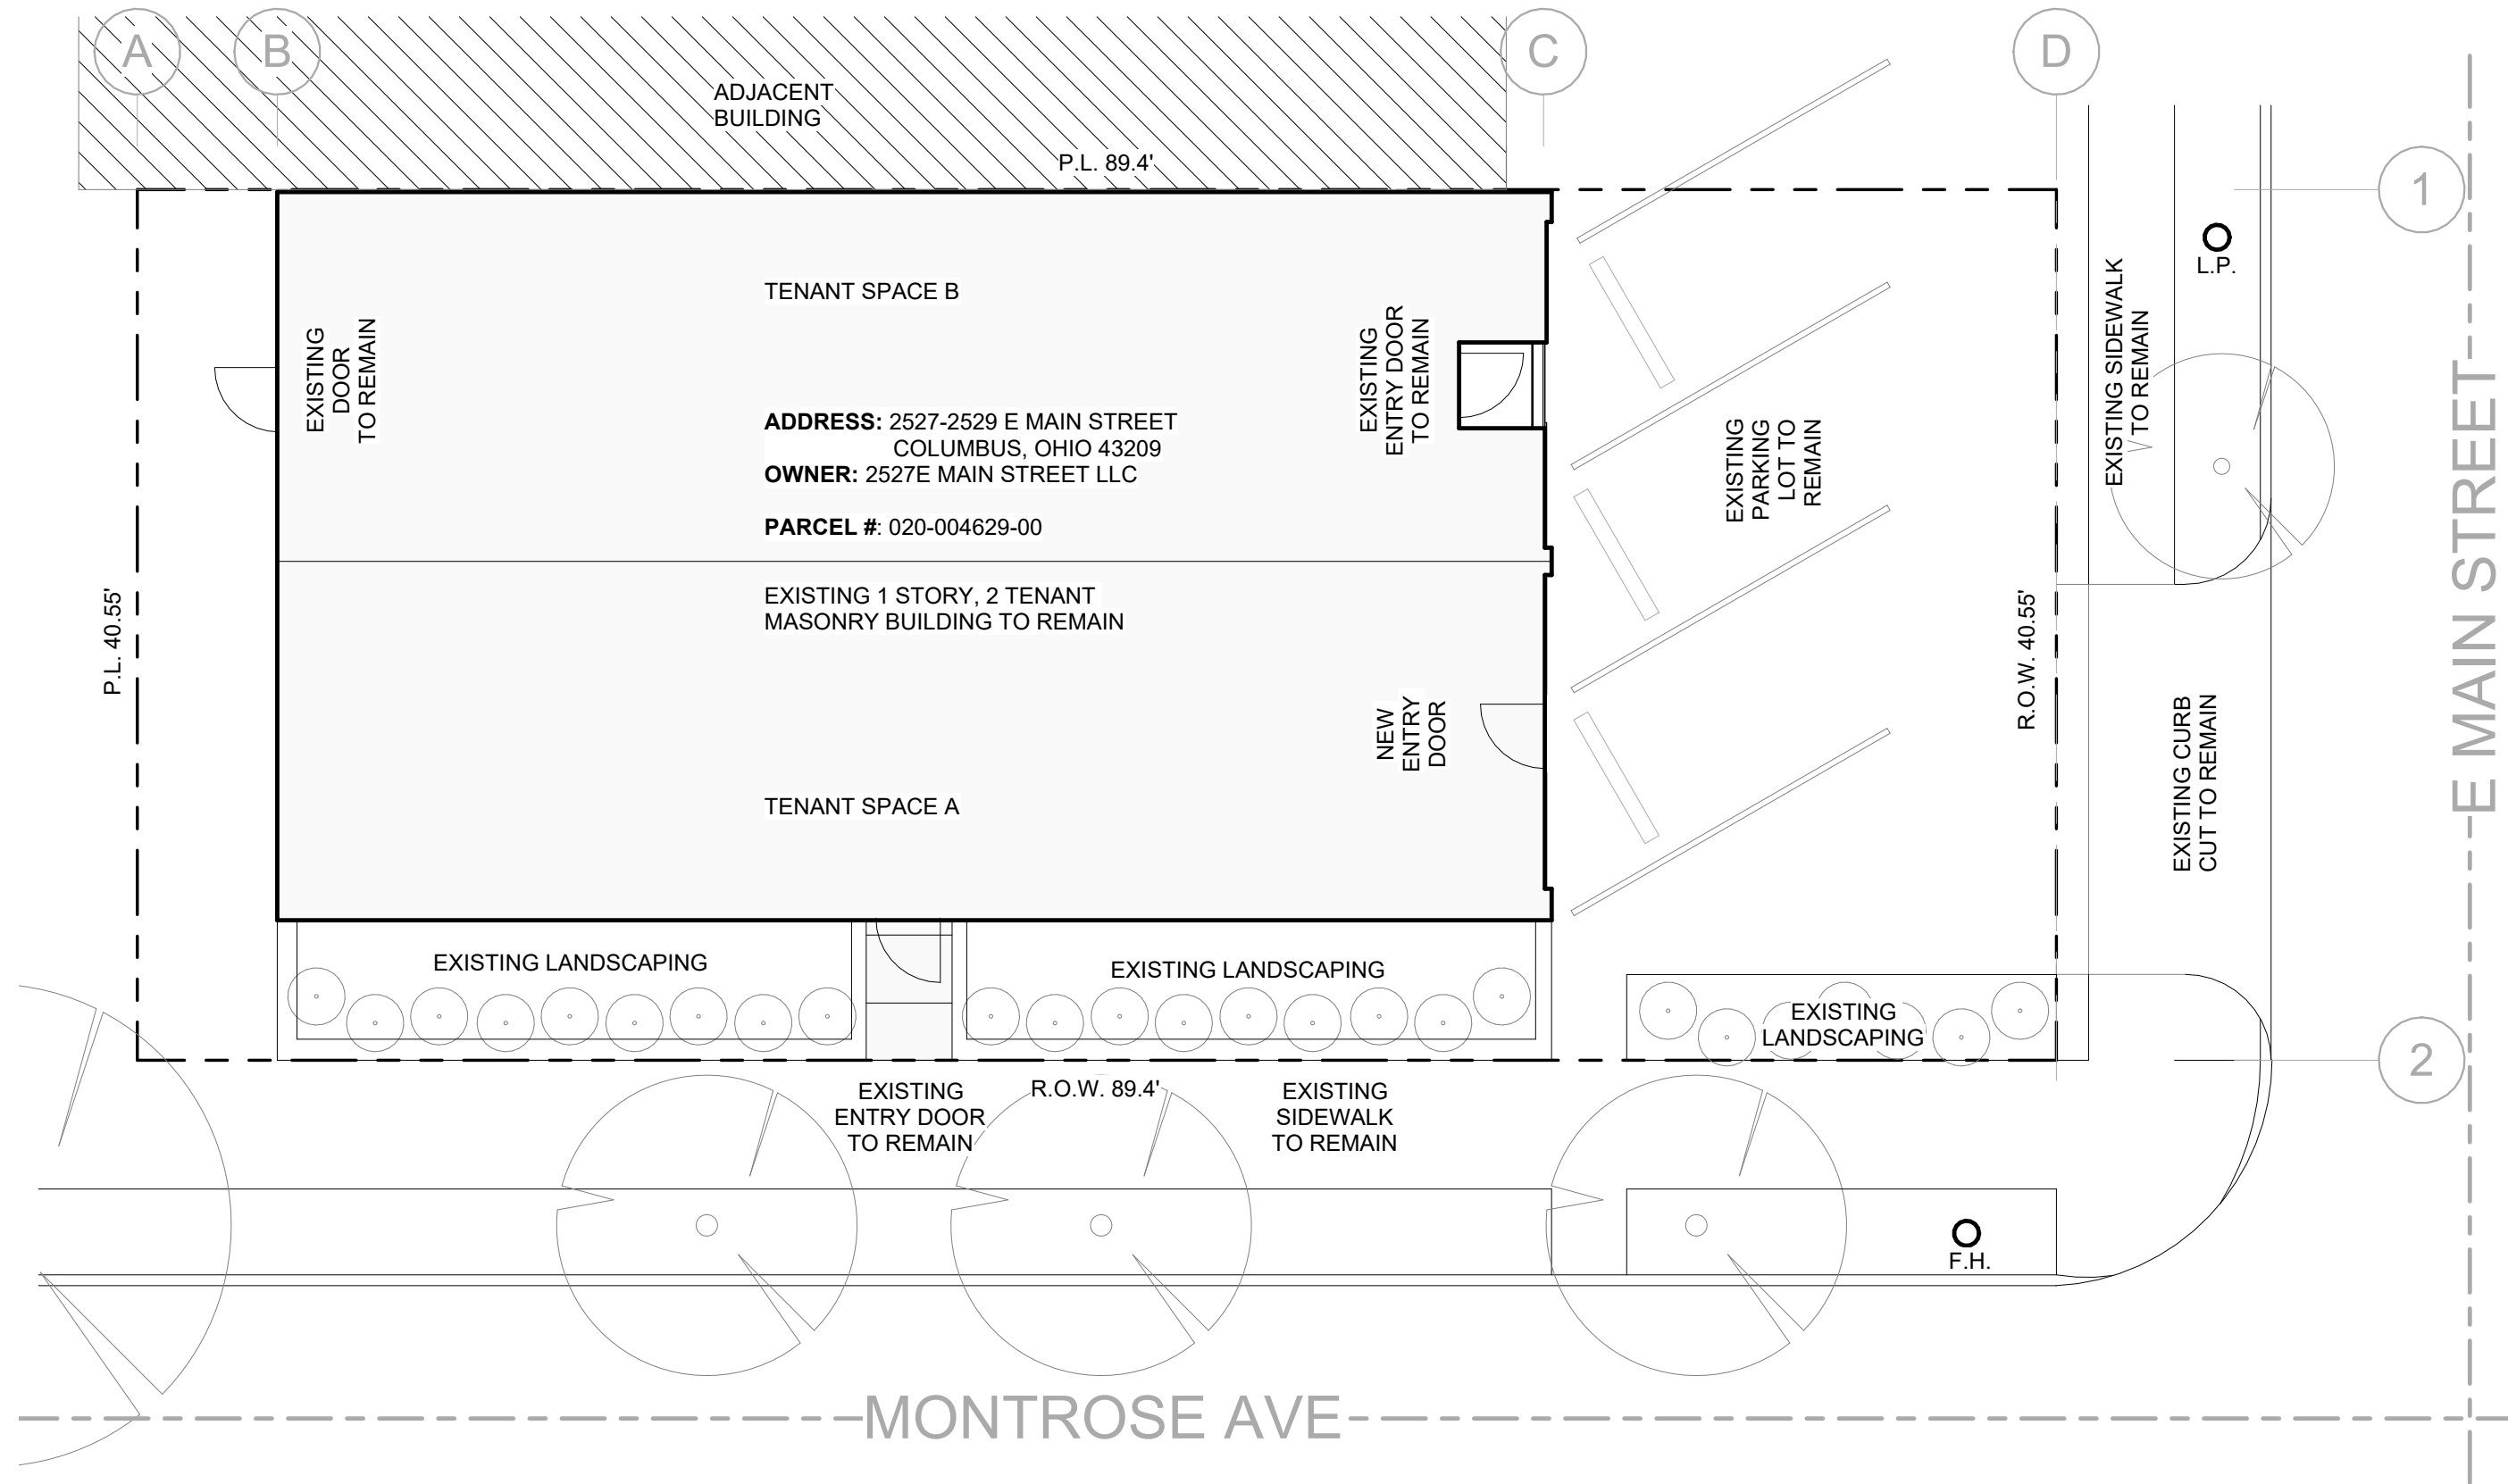 A
B
C
D
ADJACENT
BUILDING
P.L. 89.4'
1
L.P.
TENANT SPACE B
EXISTING
DOOR
TO REMAIN
EXISTING
ENTRY DOOR
TO REMAIN
EXISTING
PARKING
LOT TO
REMAIN
EXISTING SIDEWALK
TO REMAIN
ADDRESS: 2527-2529 E MAIN STREET
COLUMBUS, OHIO 43209
OWNER: 2527E MAIN STREET LLC
PARCEL #: 020-004629-00
EXISTING 1 STORY, 2 TENANT
MASONRY BUILDING TO REMAIN
P.L. 40.55'
R.O.W. 40.55'
E MAIN STREET
NEW
ENTRY
DOOR
EXISTING CURB
CUT TO REMAIN
TENANT SPACE A
EXISTING LANDSCAPING
EXISTING LANDSCAPING
EXISTING
LANDSCAPING
2
EXISTING
ENTRY DOOR
TO REMAIN
R.O.W. 89.4'
EXISTING
SIDEWALK
TO REMAIN
F.H.
MONTROSE AVE